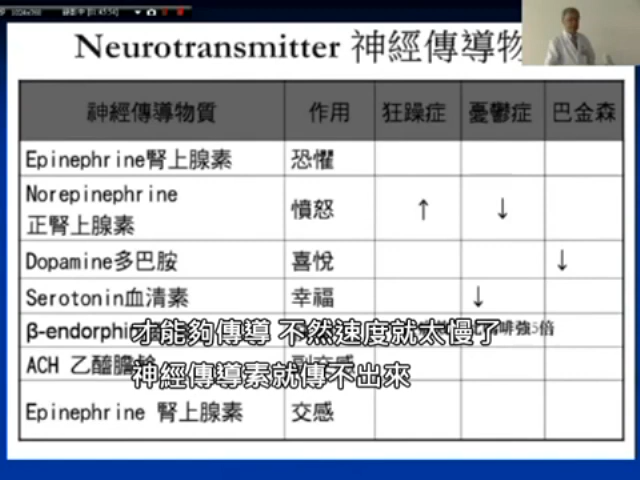 Neurotransmitter 神經傳導物
神經傳導物質 作用 狂躁症 憂鬱症 巴金森
Epinephrine腎上腺素 恐懼
Norepinephrine
正腎上腺素 憤怒 ↑ ↓
Dopamine多巴胺 喜悅 ↓
Serotonin血清素 幸福 ↓
β-endorphi 啡強5倍
才能夠傳導 不然速度就太慢了
ACH 乙醯膽 副交感
神經傳導素就傳不出來
Epinephrine 腎上腺素 交感